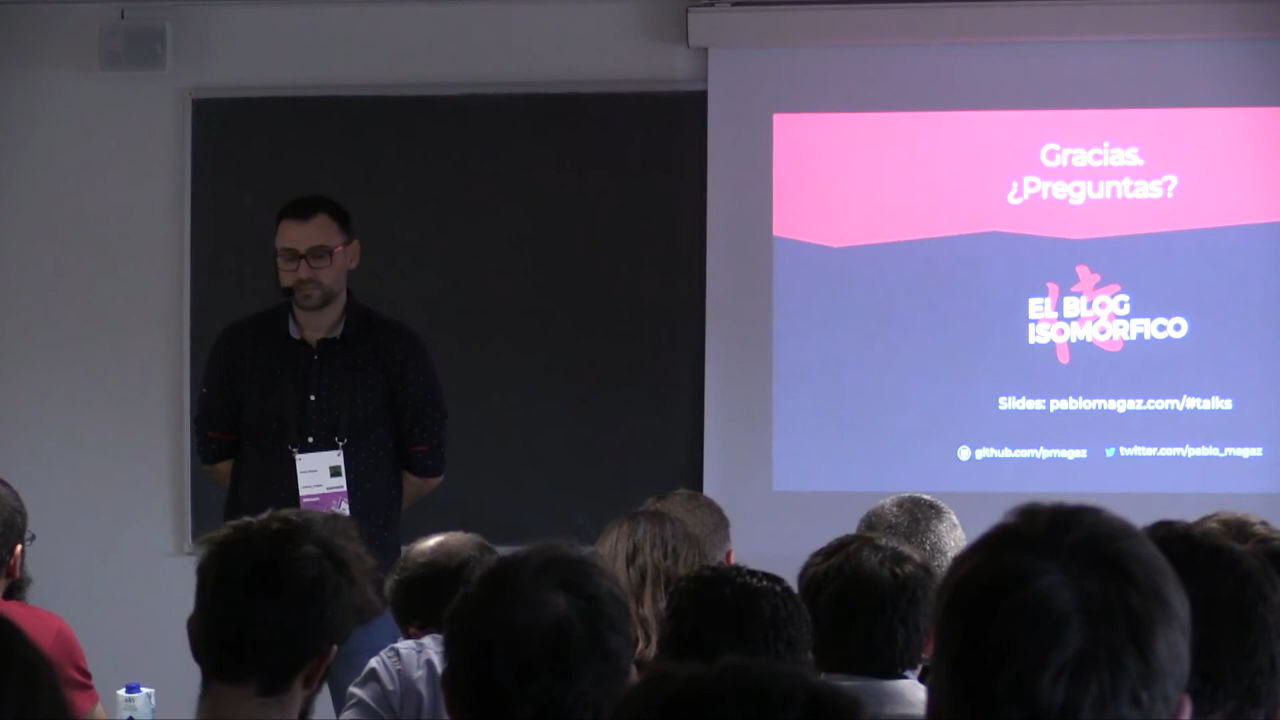 Gracias.
¿Preguntas?
EL BLOG
ISOMÓRFICO
Slides: pablomagaz.com/#talks
github.com/pmagaz twitter.com/pablo_magaz